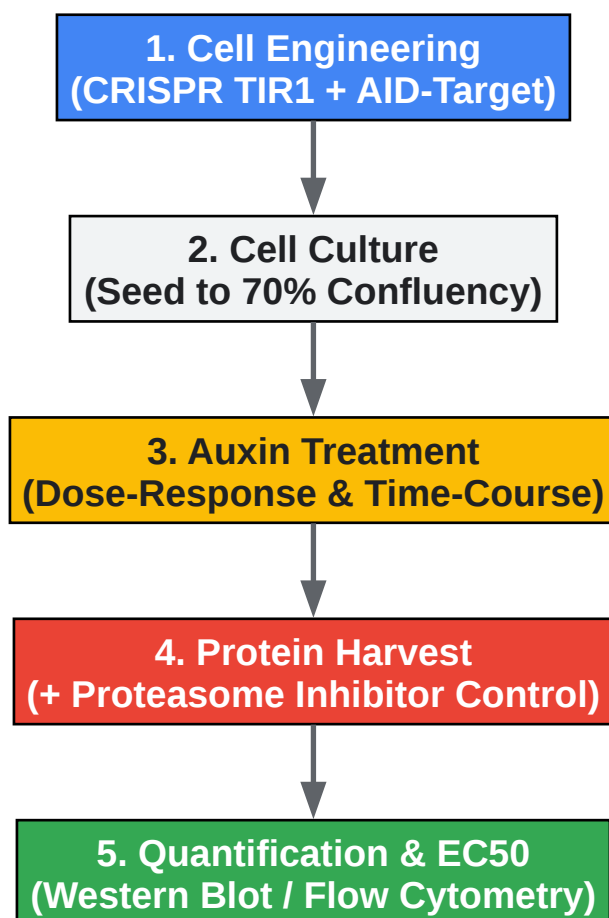 1. Cell Engineering
(CRISPR TIR1 + AID-Target)
2. Cell Culture
(Seed to 70% Confluency)
3. Auxin Treatment
(Dose-Response & Time-Course)
4. Protein Harvest
(+ Proteasome Inhibitor Control)
5. Quantification & EC50
(Western Blot / Flow Cytometry)